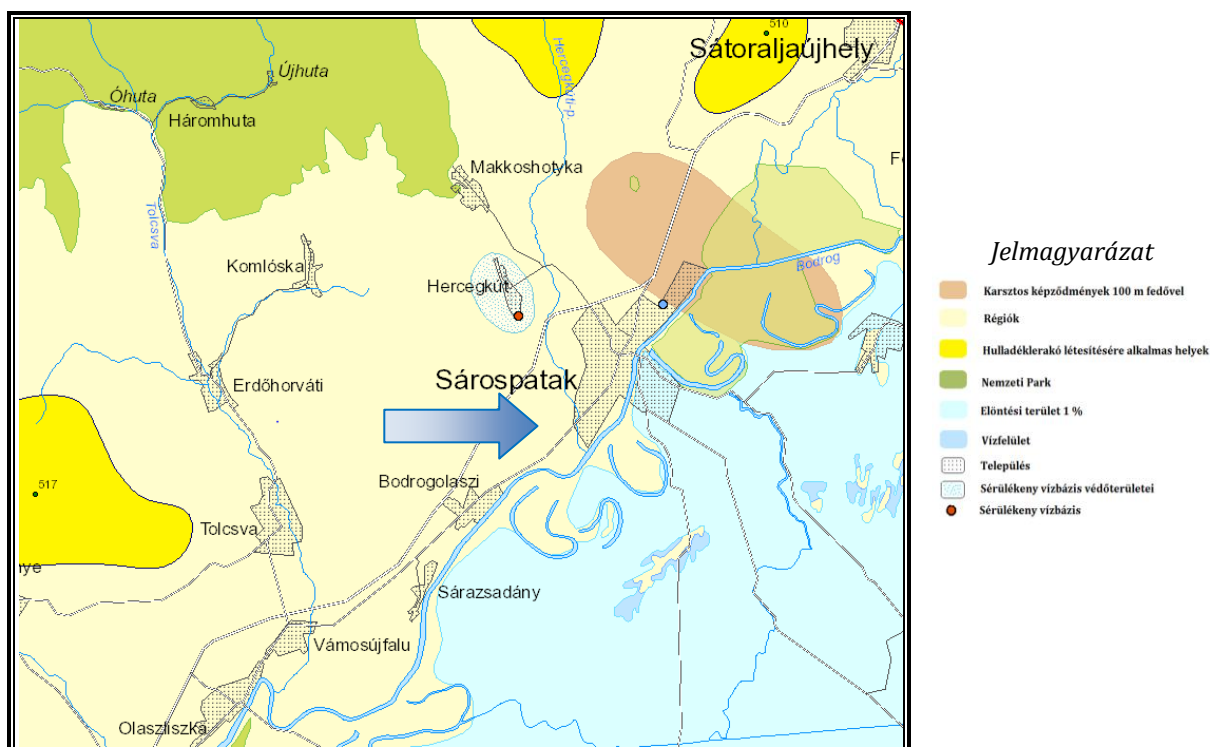 510
Sátoraljaújhely
Hercegkúti-p.
Újhuta
Óhuta
Háromhuta
Makkoshotyka
Tolcsva
Komlóska
Hercegkút
Bodrog
Sárospatak
Erdőhorváti
517
Bodrogolaszi
Tolcsva
Sárazsadány
Vámosújfalu
Olaszliszka
Jelmagyarázat
Karsztos képződmények 100 m fedővel
Régiók
Hulladéklerakó létesítésére alkalmas helyek
Nemzeti Park
Elöntési terület 1 %
Vízfelület
Település
Sérülékeny vízbázis védőterületei
Sérülékeny vízbázis